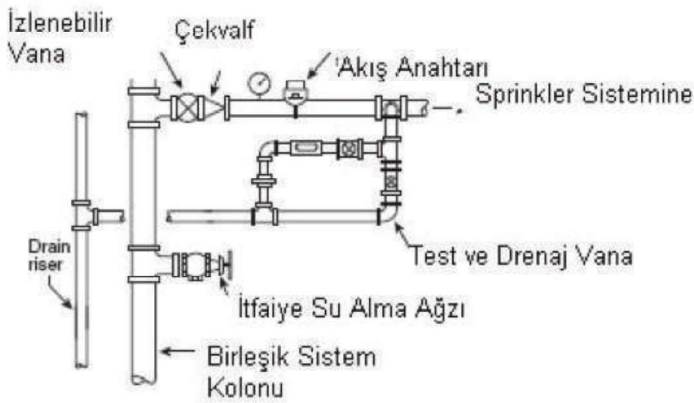 İzlenebilir
Vana
Çekvalf
'Akış Anahtarı
Sprinkler Sistemine
Drain
riser
Test ve Drenaj Vana
İtfaiye Su Alma Ağzı
Birleşik Sistem
Kolonu